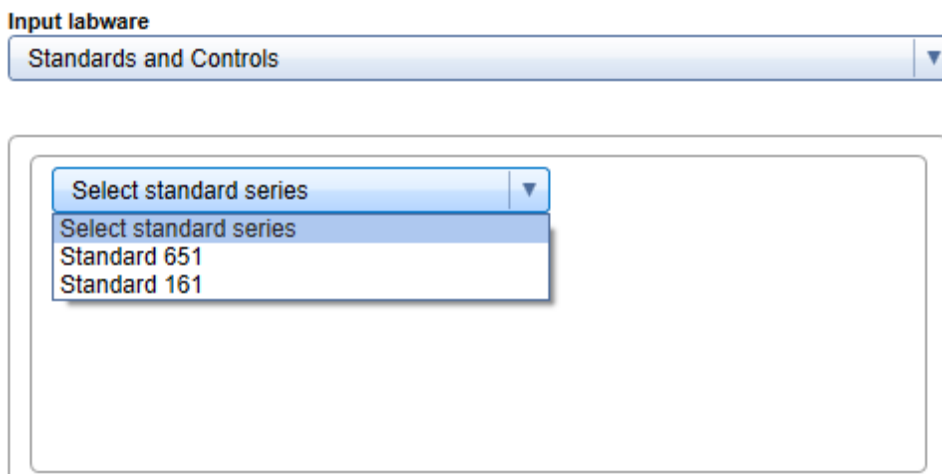 Input labware
Standards and Controls
Select standard series
Select standard series
Standard 651
Standard 161